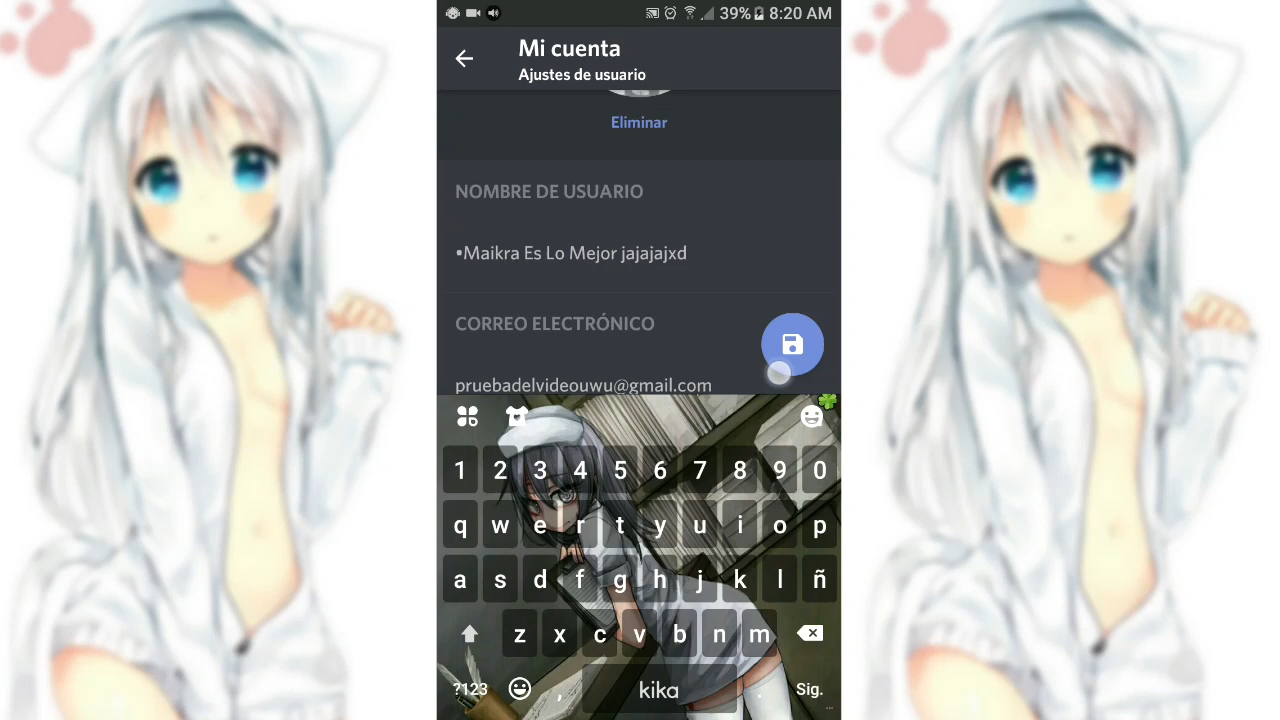 39% 8:20 AM
Mi cuenta
Ajustes de usuario
Eliminar
NOMBRE DE USUARIO
•Maikra Es Lo Mejor jajajajxd
CORREO ELECTRÓNICO
pruebadelvideouwu@gmail.com
1 2 3 4 5 6 7 8 9 0
q w e r t y u i o p
a s d f g h j k l ñ
z x c v b n m
?123 , kika . Sig.